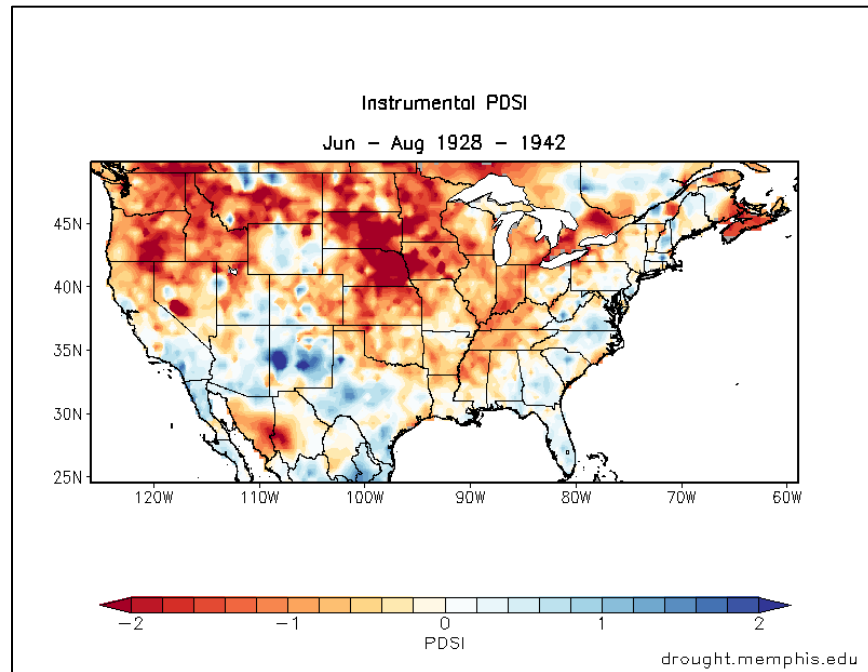 Instrumental PDSI
Jun - Aug 1928 - 1942
45N
40N
35N
30N
25N
120W 110W 100W 90W 80W 70W 60W
-2 -1 0 1 2
PDSI
drought.memphis.edu